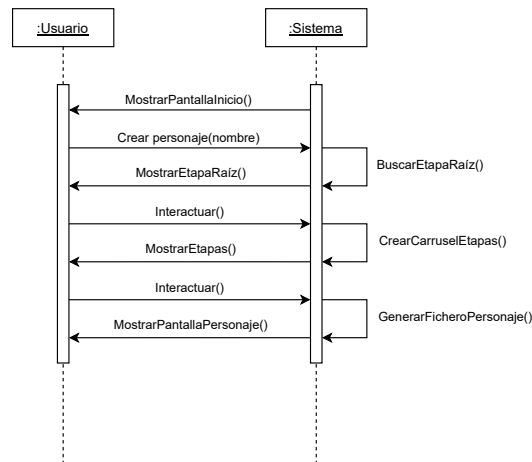 :Usuario
:Sistema
MostrarPantallaInicio()
Crear personaje(nombre)
BuscarEtapaRaíz()
MostrarEtapaRaíz()
Interactuar()
CrearCarruselEtapas()
MostrarEtapas()
Interactuar()
GenerarFicheroPersonaje()
MostrarPantallaPersonaje()